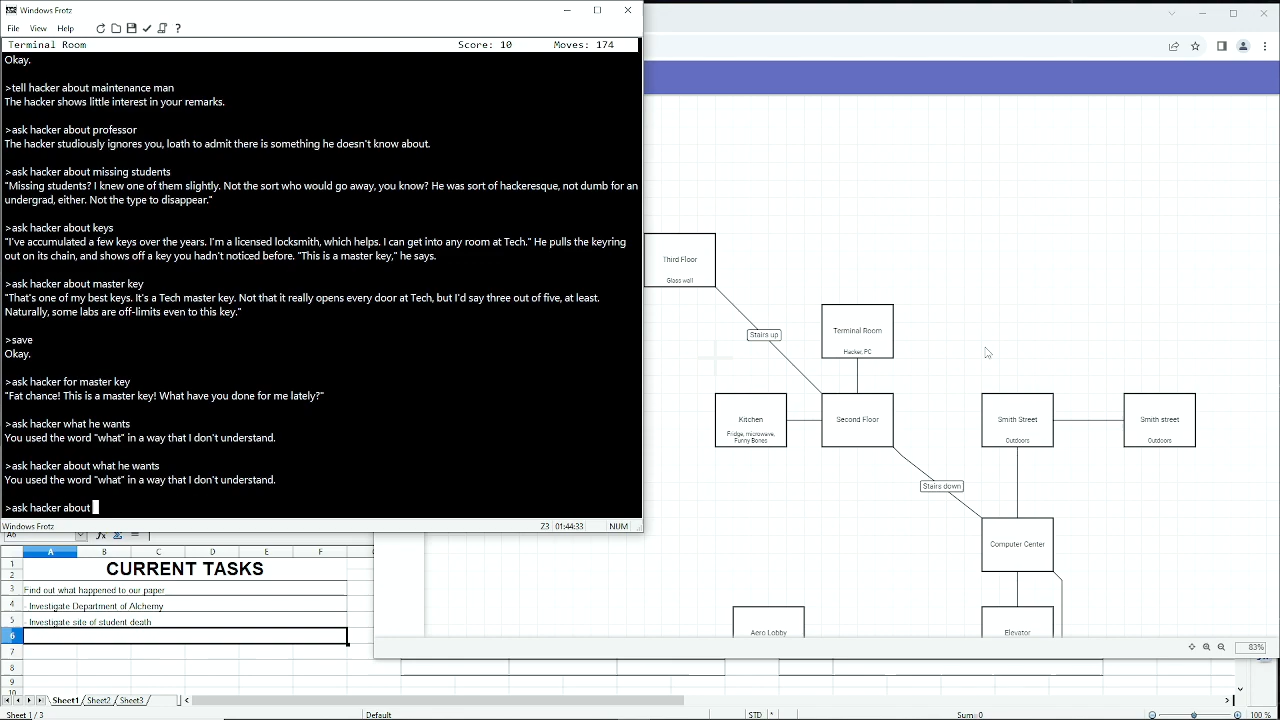 Windows Frotz
File View Help
Terminal Room Score: 10 Moves: 174
Okay.
>tell hacker about maintenance man
The hacker shows little interest in your remarks.
>ask hacker about professor
The hacker studiously ignores you, loath to admit there is something he doesn't know about.
>ask hacker about missing students
"Missing students? I knew one of them slightly. Not the sort who would go away, you know? He was sort of hackeresque, not dumb for an
undergrad, either. Not the type to disappear."
>ask hacker about keys
"I've accumulated a few keys over the years. I'm a licensed locksmith, which helps. I can get into any room at Tech." He pulls the keyring
out on its chain, and shows off a key you hadn't noticed before. "This is a master key," he says.
>ask hacker about master key
"That's one of my best keys. It's a Tech master key. Not that it really opens every door at Tech, but I'd say three out of five, at least.
Naturally, some labs are off-limits even to this key."
>save
Okay.
>ask hacker for master key
"Fat chance! This is a master key! What have you done for me lately?"
>ask hacker what he wants
You used the word "what" in a way that I don't understand.
>ask hacker about what he wants
You used the word "what" in a way that I don't understand.
>ask hacker about
Windows Frotz Z3 01:44:33 NUM
Third Floor
Glass wall
Stairs up
Terminal Room
Hacker, PC
Kitchen
Fridge, microwave,
Funny Bones
Second Floor
Smith Street
Outdoors
Smith street
Outdoors
Stairs down
Computer Center
Aero Lobby
Elevator
83%
A6
A B C D E F
1 CURRENT TASKS
2
3 Find out what happened to our paper
4 - Investigate Department of Alchemy
5 - Investigate site of student death
6
7
8
9
10
Sheet1 Sheet2 Sheet3
Sheet 1 / 3 Default STD * Sum=0 100 %